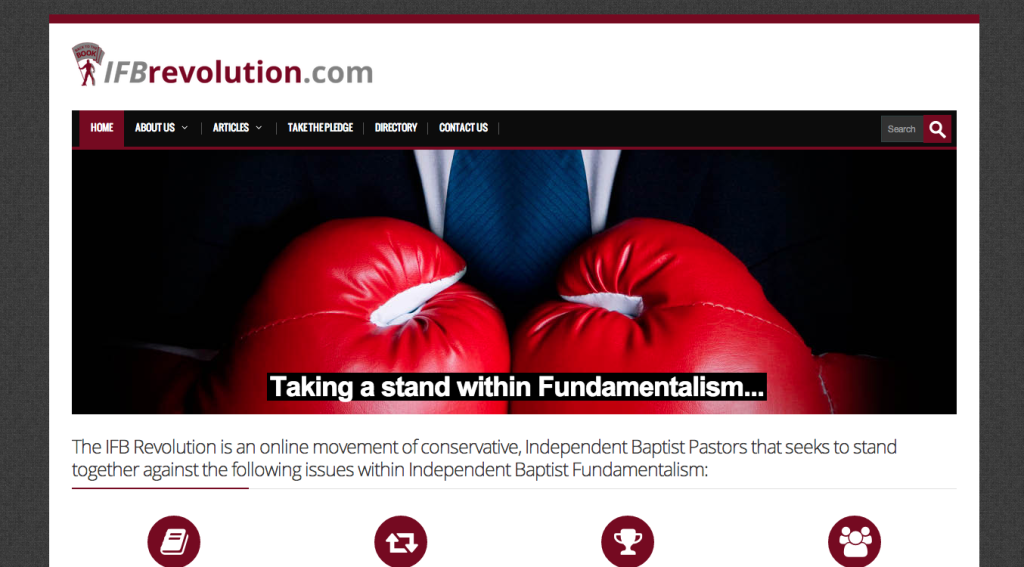 BOOK
IFBrevolution.com
HOME
ABOUT US
ARTICLES
TAKE THE PLEDGE
DIRECTORY
CONTACT US
Search
Taking a stand within Fundamentalism...
The IFB Revolution is an online movement of conservative, Independent Baptist Pastors that seeks to stand
together against the following issues within Independent Baptist Fundamentalism: